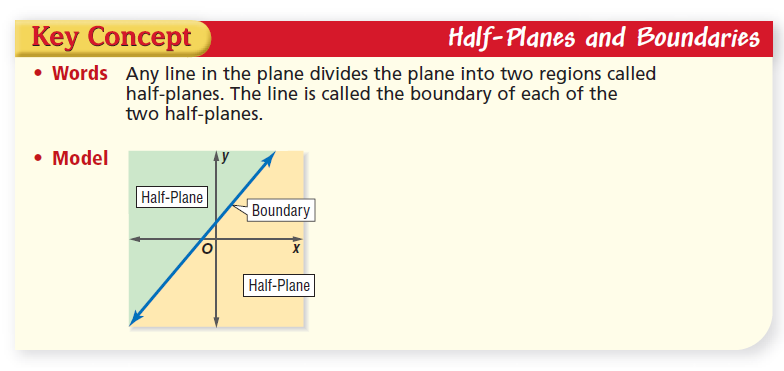 Key Concept
Half-Planes and Boundaries
• Words Any line in the plane divides the plane into two regions called
half-planes. The line is called the boundary of each of the
two half-planes.
• Model
y
Half-Plane
Boundary
O
x
Half-Plane